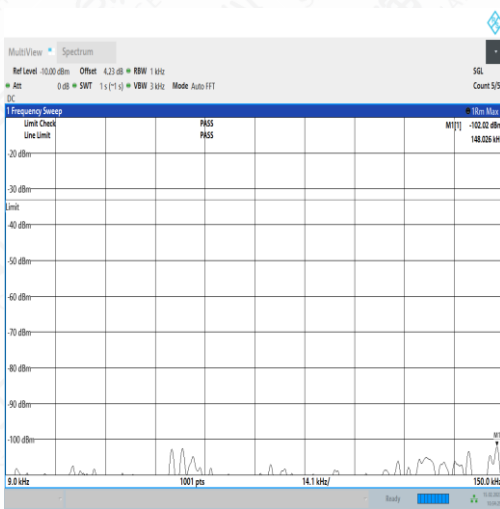 MultiView Spectrum
Ref Level -10.00 dBm Offset 4.23 dB RBW 1 kHz SGL
Att 0 dB SWT 1 s (~1 s) VBW 3 kHz Mode Auto FFT Count 5/5
DC
1 Frequency Sweep 1Rm Max
Limit Check PASS M1[1] -102.02 dBm
Line Limit PASS 148.026 kH
-20 dBm
-30 dBm
Limit
-40 dBm
-50 dBm
-60 dBm
-70 dBm
-80 dBm
-90 dBm
-100 dBm
M1
9.0 kHz 1001 pts 14.1 kHz/ 150.0 kHz
Ready